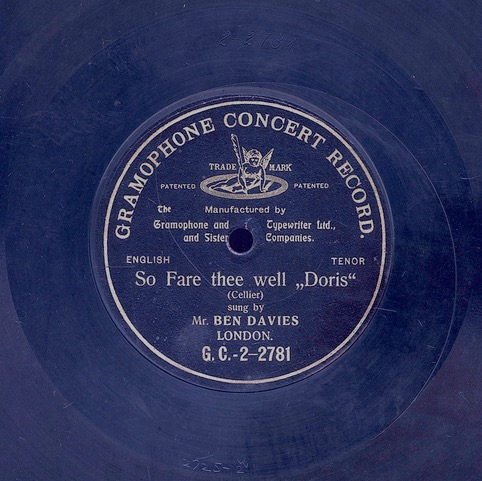 GRAMOPHONE CONCERT RECORD.
TRADE MARK
PATENTED PATENTED
The Manufactured by
Gramophone and Typewriter Ltd.,
and Sister Companies.
ENGLISH TENOR
So Fare thee well „Doris“
(Cellier)
sung by
Mr. BEN DAVIES
LONDON.
G.C.-2-2781